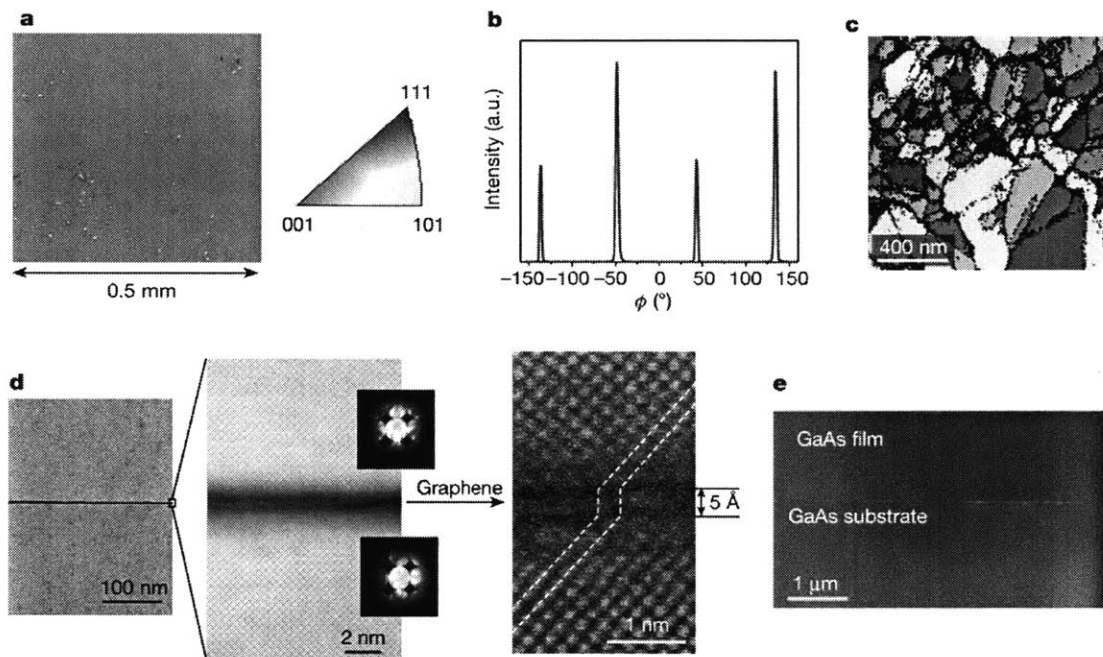 a
111
001
101
0.5 mm
b
Intensity (a.u.)
−150 −100 −50 0 50 100 150
ϕ (°)
c
400 nm
d
100 nm
2 nm
Graphene
5 Å
1 nm
e
GaAs film
GaAs substrate
1 μm